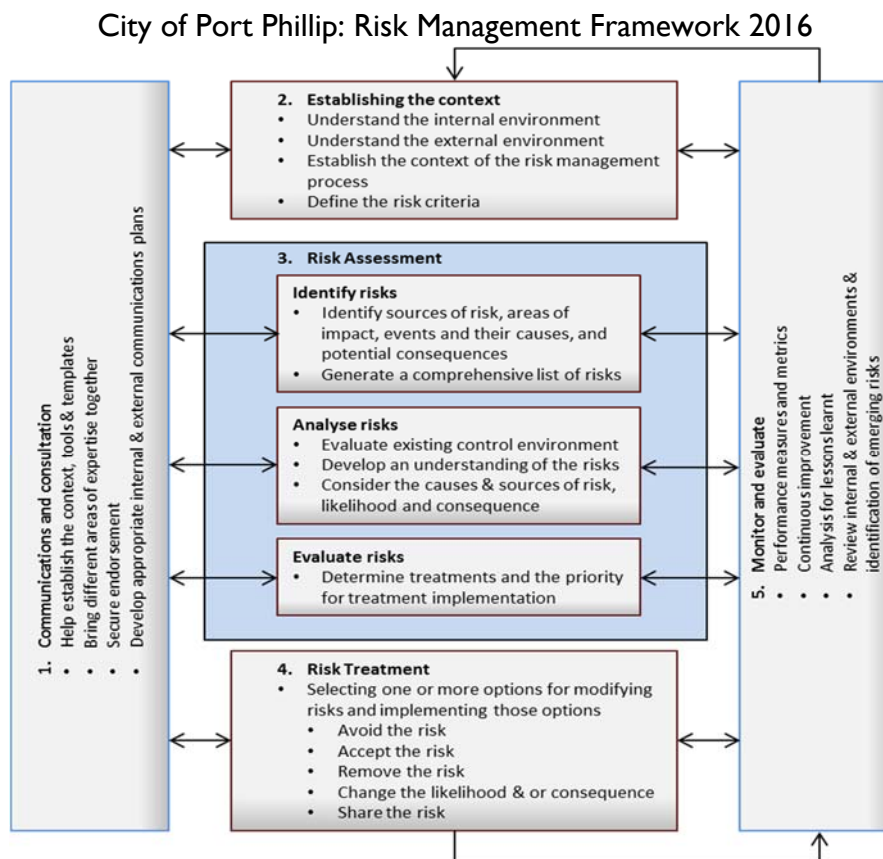 City of Port Phillip: Risk Management Framework 2016
1. Communications and consultation
• Help establish the context, tools & templates
• Bring different areas of expertise together
• Secure endorsement
• Develop appropriate internal & external communications plans
2. Establishing the context
• Understand the internal environment
• Understand the external environment
• Establish the context of the risk management
process
• Define the risk criteria
3. Risk Assessment
Identify risks
• Identify sources of risk, areas of
impact, events and their causes, and
potential consequences
• Generate a comprehensive list of risks
Analyse risks
• Evaluate existing control environment
• Develop an understanding of the risks
• Consider the causes & sources of risk,
likelihood and consequence
Evaluate risks
• Determine treatments and the priority
for treatment implementation
4. Risk Treatment
• Selecting one or more options for modifying
risks and implementing those options
• Avoid the risk
• Accept the risk
• Remove the risk
• Change the likelihood & or consequence
• Share the risk
5. Monitor and evaluate
• Performance measures and metrics
• Continuous improvement
• Analysis for lessons learnt
• Review internal & external environments &
identification of emerging risks